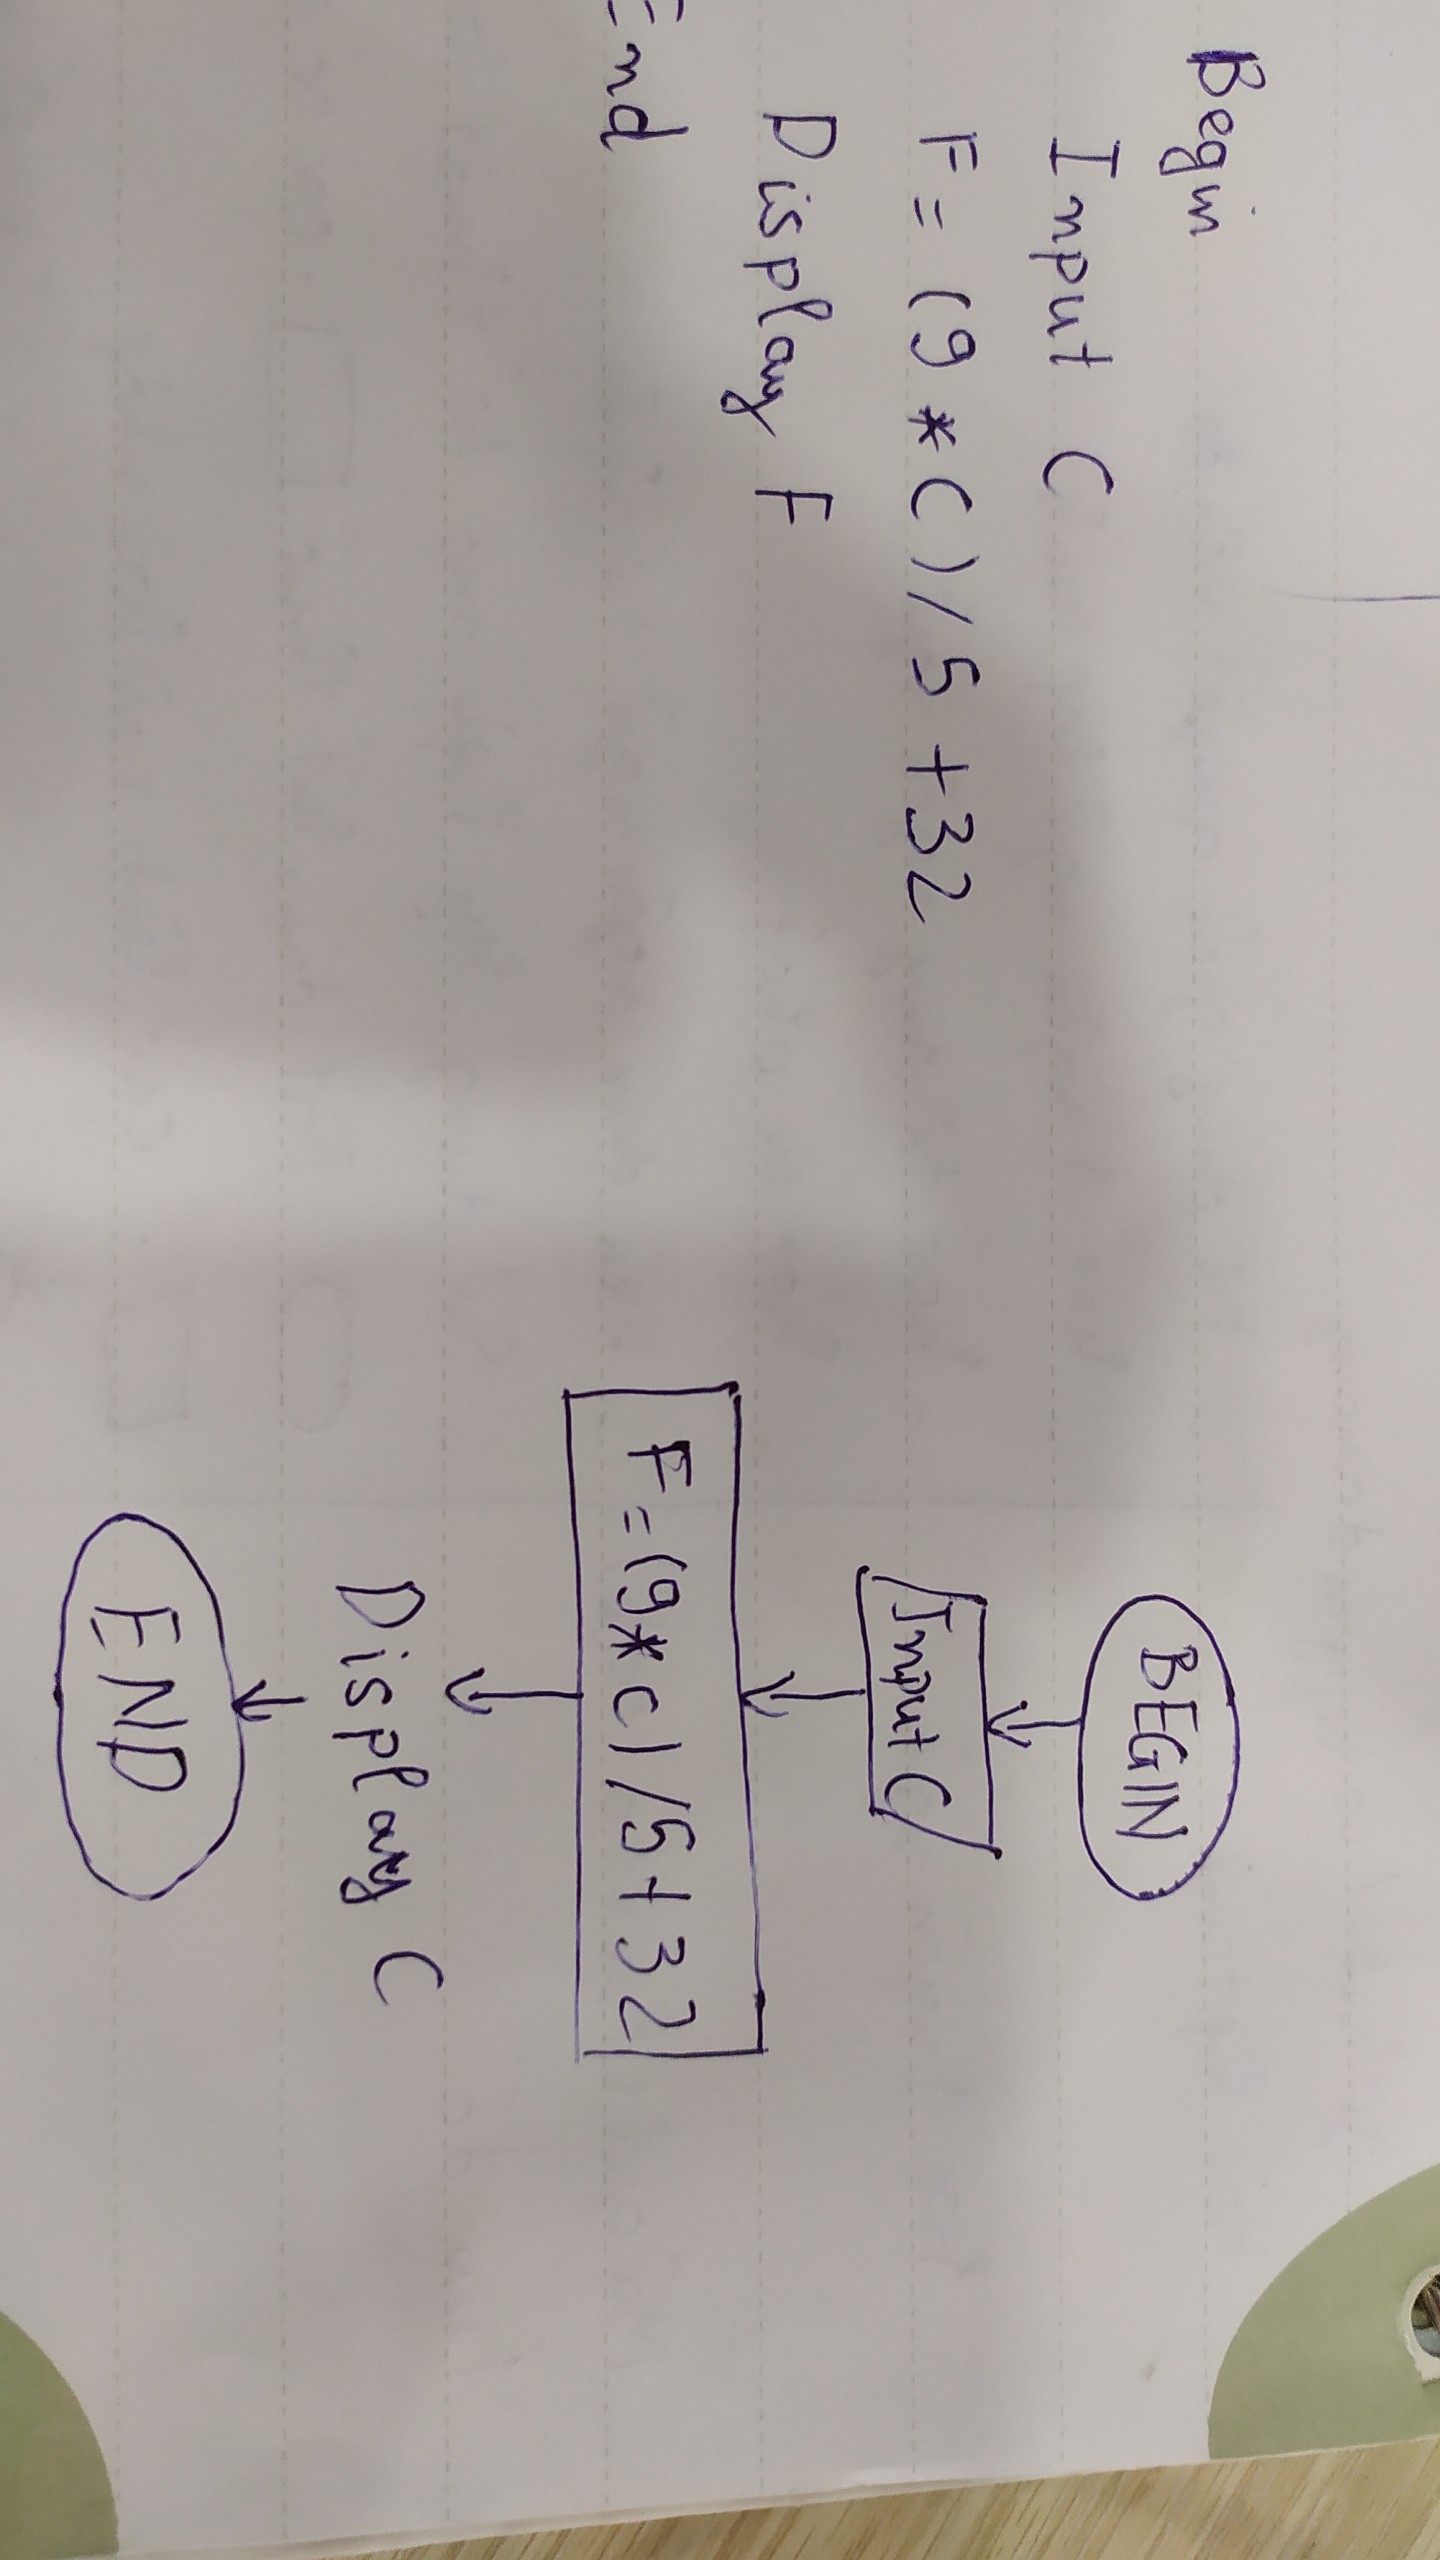 Begin
Input C
F = (9 * C) / 5 + 32
Display F
End
BEGIN
Input C
F = (9 * C) / 5 + 32
Display C
END